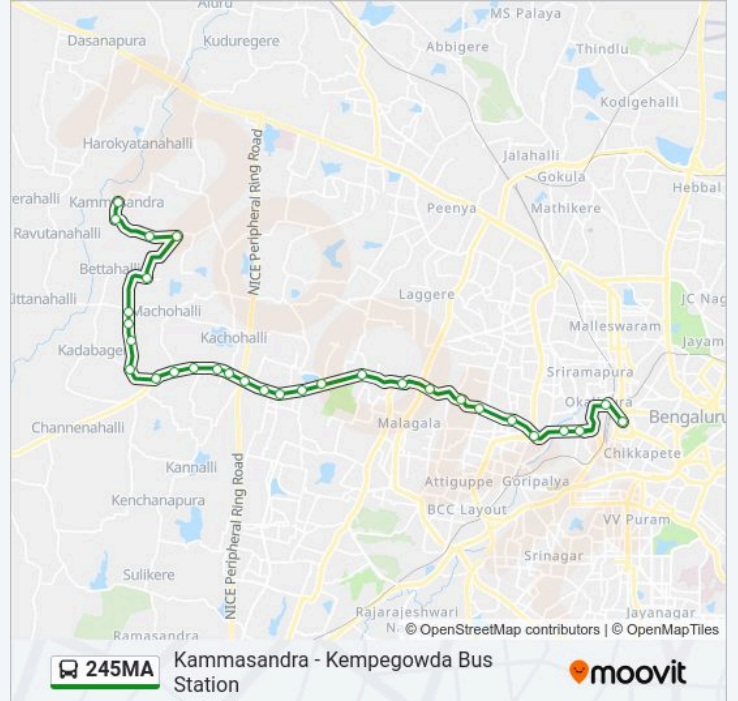 Aluru
MS Palaya
Dasanapura
Kuduregere
Abbigere
Thindlu
Kodigehalli
Harokyatanahalli
NICE Peripheral Ring Road
Jalahalli
Gokula
Hebbal
erahalli
Kammasandra
Peenya
Mathikere
Ravutanahalli
Bettahalli
JC Nag
uttanahalli
Machohalli
Laggere
Malleswaram
Kachohalli
Jayam
Kadabagere
Sriramapura
Okalipura
Bengaluru
Channenahalli
Malagala
Chikkapete
Kannalli
Attiguppe
Goripalya
Kenchanapura
NICE Peripheral Ring Road
BCC Layout
VV Puram
Srinagar
Sulikere
Rajarajeshwari
N.
Jayanagar
Ramasandra
© OpenStreetMap contributors | © OpenMapTiles
245MA
Kammasandra - Kempegowda Bus
Station
moovit